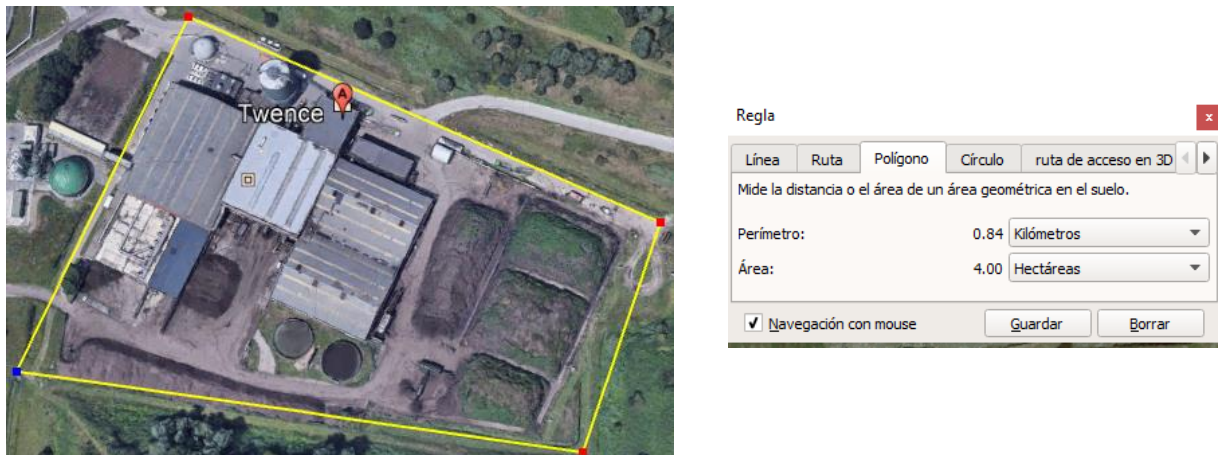 A
Twence
Regla
x
Línea Ruta Polígono Círculo ruta de acceso en 3D
Mide la distancia o el área de un área geométrica en el suelo.
Perímetro: 0.84 Kilómetros
Área: 4.00 Hectáreas
Navegación con mouse Guardar Borrar